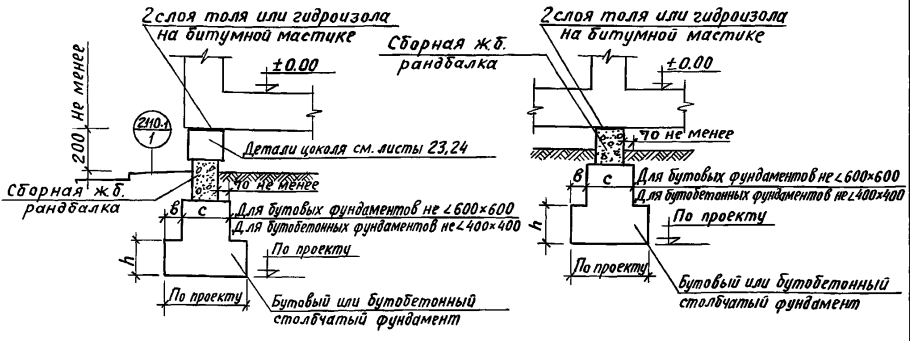 2 слоя толя или гидроизола
на битумной мастике
±0.00
200 не менее
2110.1
1
Детали цоколя см. листы 23,24
Сборная ж.б.
рандбалка
70 не менее
в
с
Для бутовых фундаментов не <600×600
Для бутобетонных фундаментов не <400×400
h
По проекту
По проекту
Бутовый или бутобетонный
столбчатый фундамент
2 слоя толя или гидроизола
на битумной мастике
Сборная ж.б.
рандбалка
±0.00
70 не менее
в
с
Для бутовых фундаментов не <600×600
Для бутобетонных фундаментов не <400×400
h
По проекту
По проекту
Бутовый или бутобетонный
столбчатый фундамент